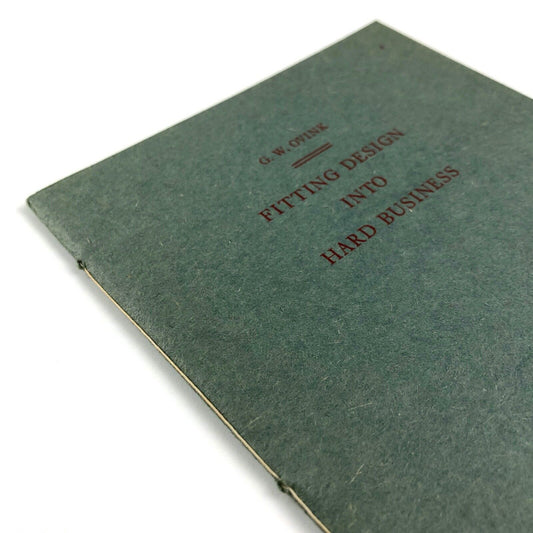 G. W. OVINK
FITTING DESIGN
INTO
HARD BUSINESS